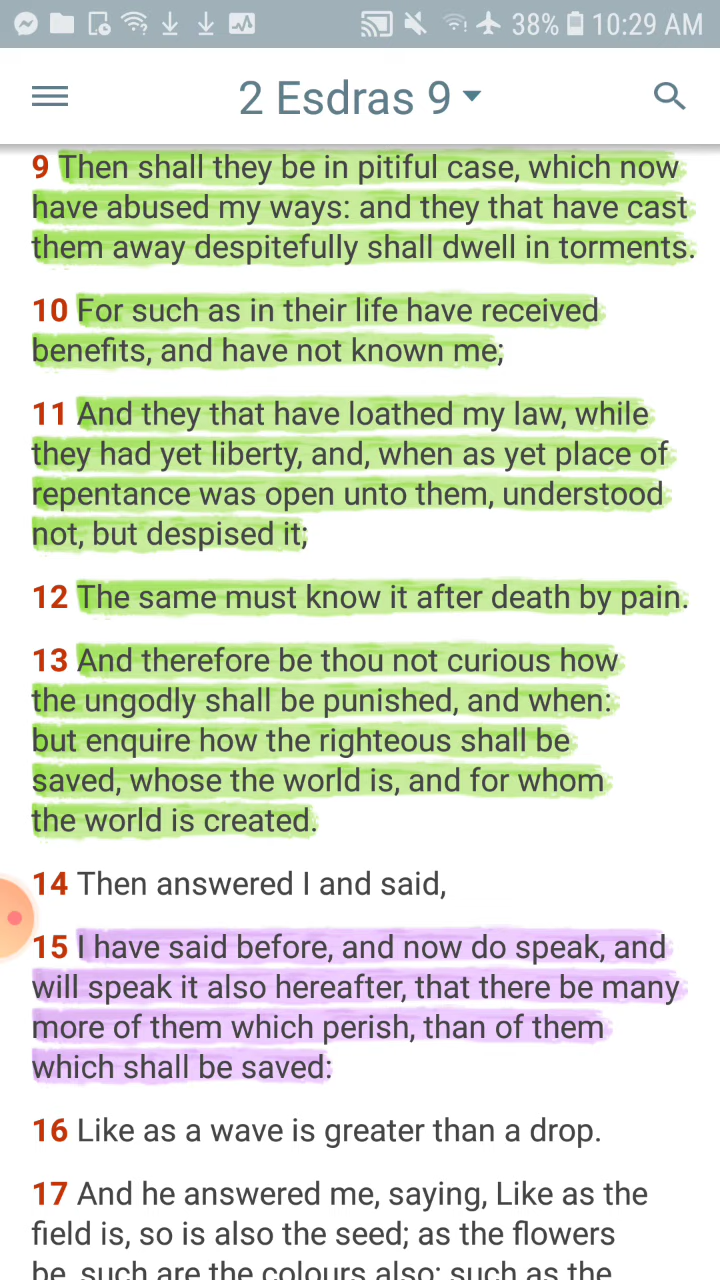 38% 10:29 AM
2 Esdras 9
9 Then shall they be in pitiful case, which now
have abused my ways: and they that have cast
them away despitefully shall dwell in torments.
10 For such as in their life have received
benefits, and have not known me;
11 And they that have loathed my law, while
they had yet liberty, and, when as yet place of
repentance was open unto them, understood
not, but despised it;
12 The same must know it after death by pain.
13 And therefore be thou not curious how
the ungodly shall be punished, and when:
but enquire how the righteous shall be
saved, whose the world is, and for whom
the world is created.
14 Then answered I and said,
15 I have said before, and now do speak, and
will speak it also hereafter, that there be many
more of them which perish, than of them
which shall be saved:
16 Like as a wave is greater than a drop.
17 And he answered me, saying, Like as the
field is, so is also the seed; as the flowers
be, such are the colours also; such as the